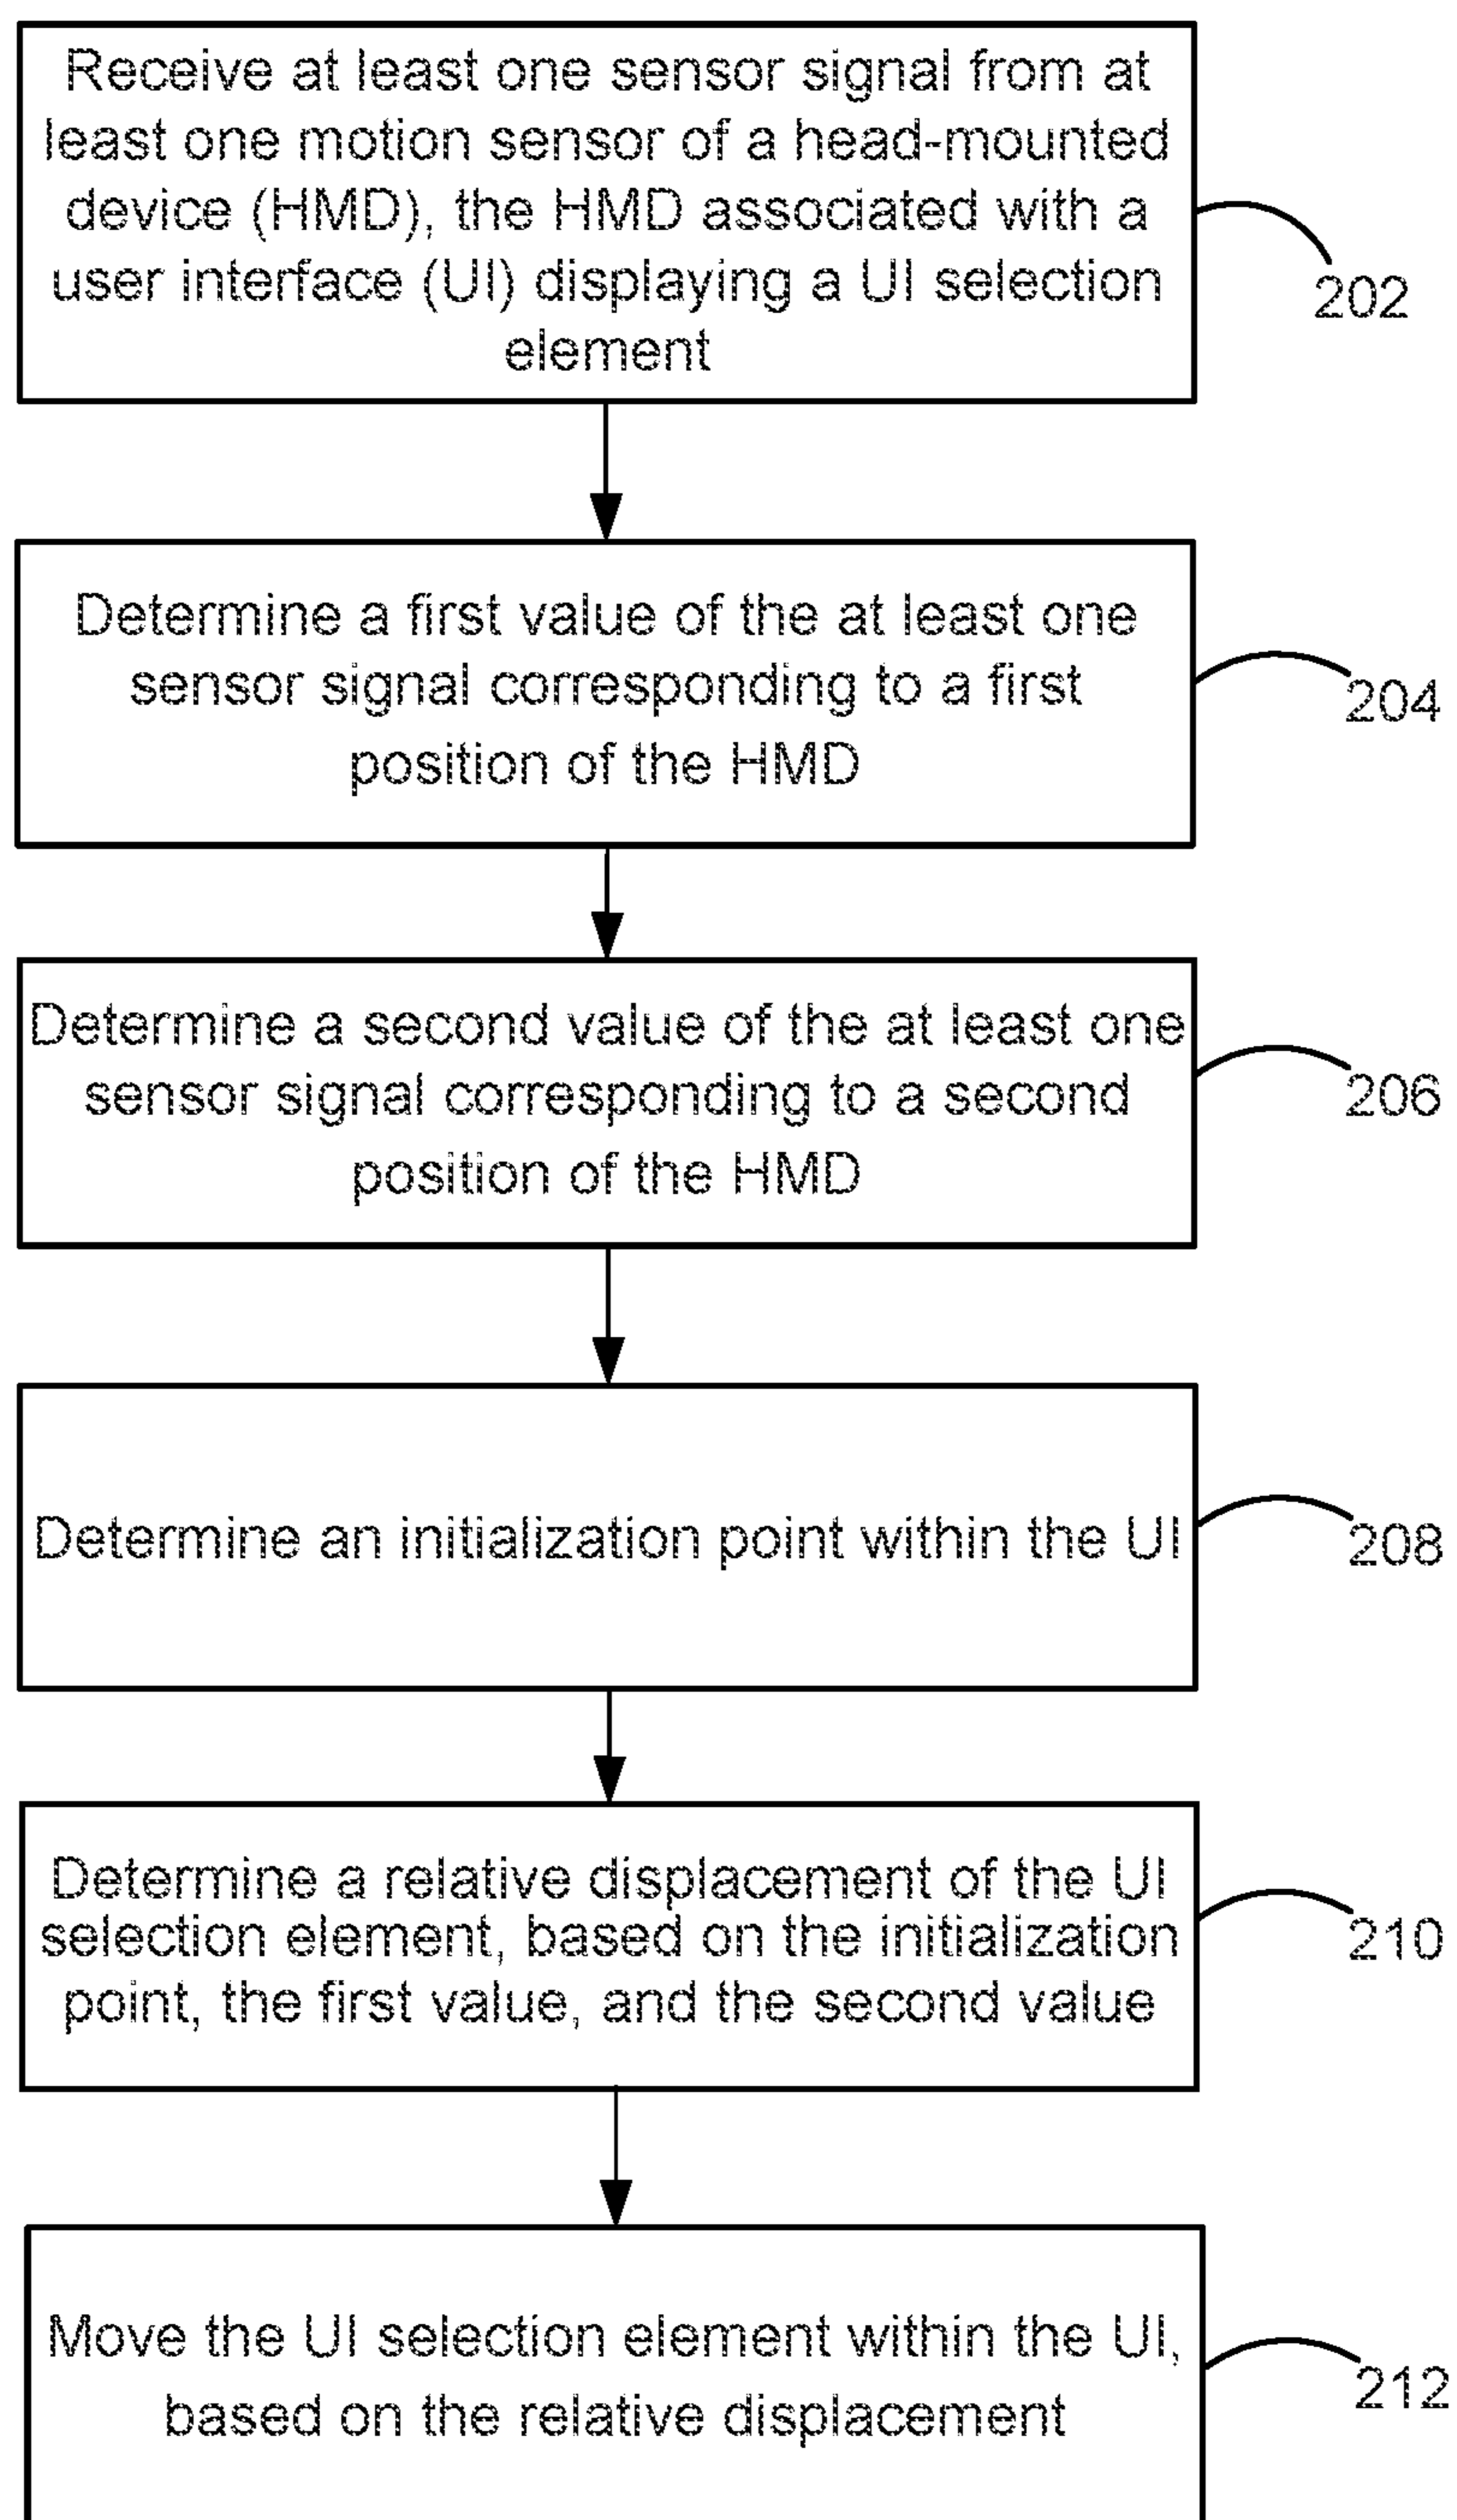 Receive at least one sensor signal from at
least one motion sensor of a head-mounted
device (HMD), the HMD associated with a
user interface (UI) displaying a UI selection
element
202
Determine a first value of the at least one
sensor signal corresponding to a first
position of the HMD
204
Determine a second value of the at least one
sensor signal corresponding to a second
position of the HMD
206
Determine an initialization point within the UI
208
Determine a relative displacement of the UI
selection element, based on the initialization
point, the first value, and the second value
210
Move the UI selection element within the UI,
based on the relative displacement
212